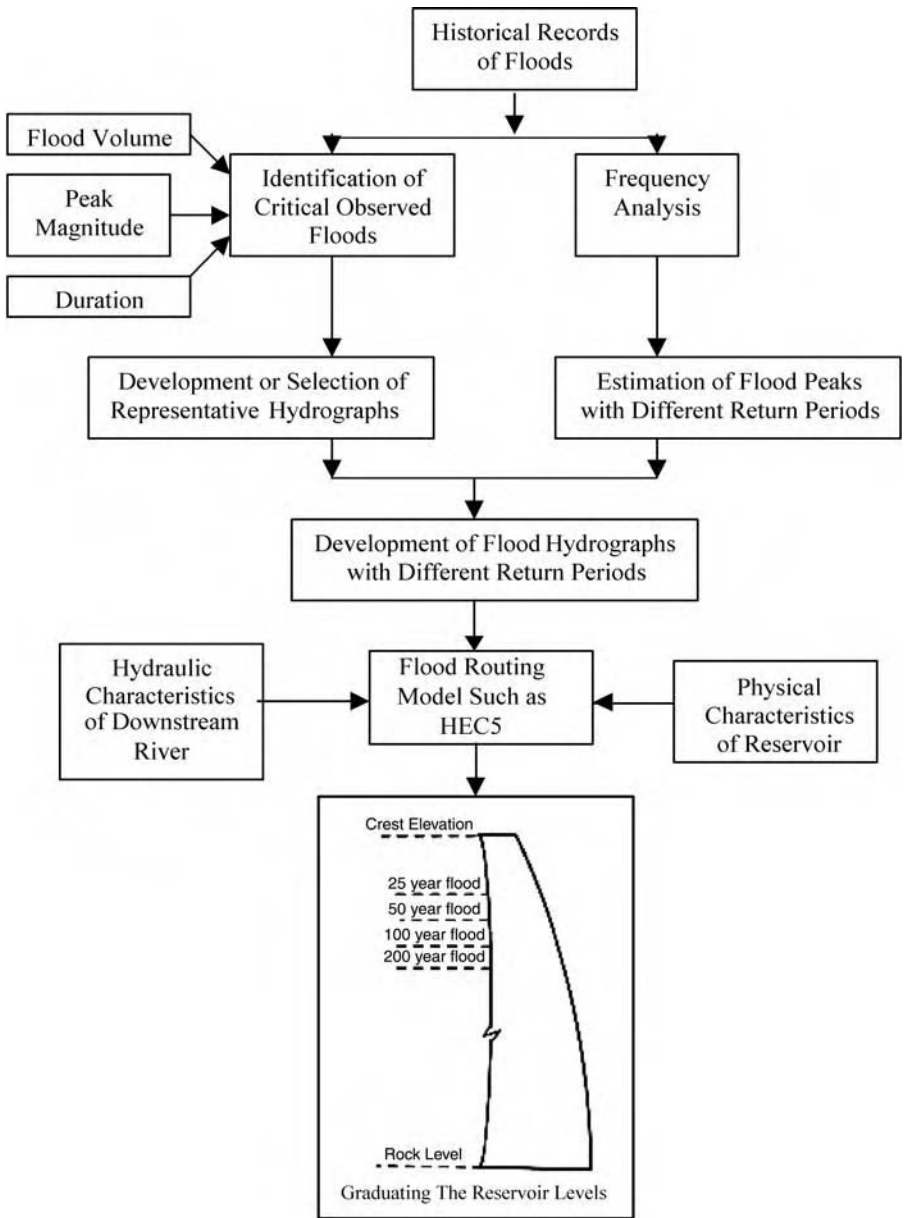 Historical Records
of Floods
Flood Volume
Peak
Magnitude
Duration
Identification of
Critical Observed
Floods
Frequency
Analysis
Development or Selection of
Representative Hydrographs
Estimation of Flood Peaks
with Different Return Periods
Development of Flood Hydrographs
with Different Return Periods
Hydraulic
Characteristics
of Downstream
River
Flood Routing
Model Such as
HEC5
Physical
Characteristics
of Reservoir
Crest Elevation
25 year flood
50 year flood
100 year flood
200 year flood
Rock Level
Graduating The Reservoir Levels